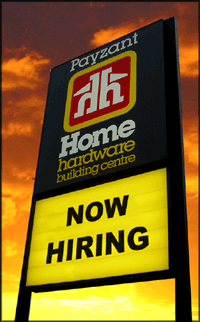 Payzant
Home
hardware
building centre
NOW
HIRING